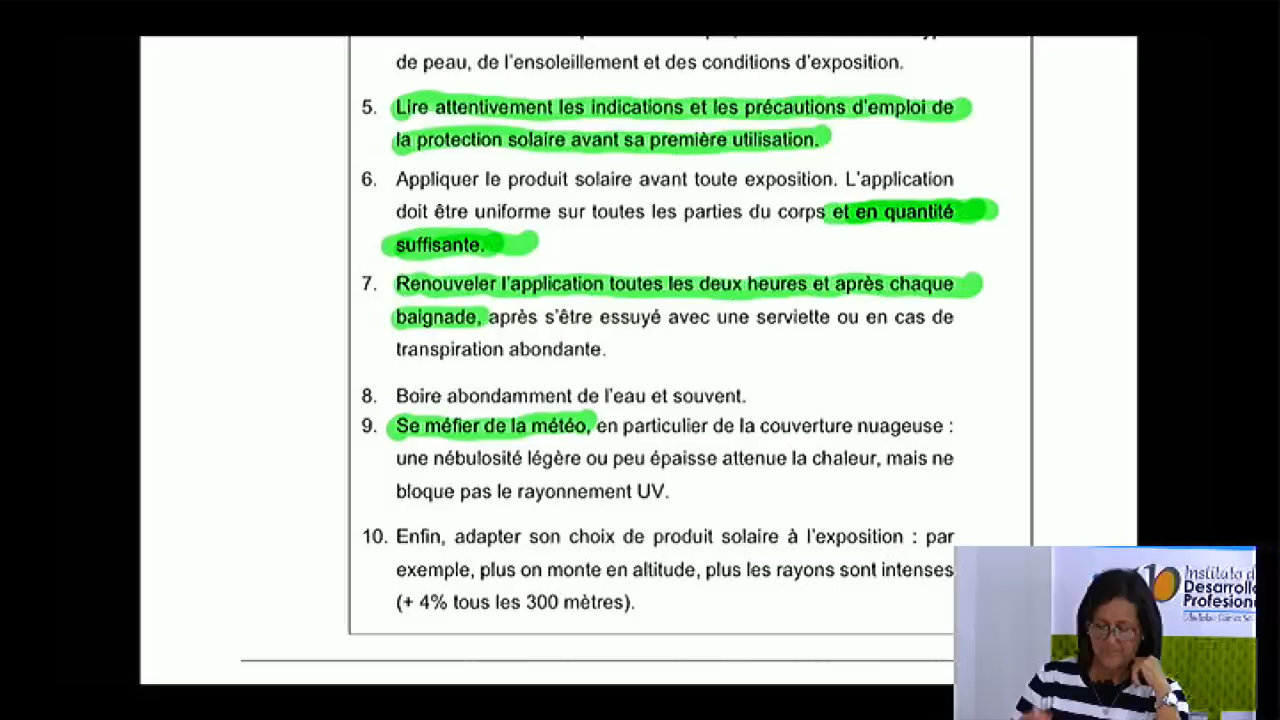 de peau, de l'ensoleillement et des conditions d'exposition.
5. Lire attentivement les indications et les précautions d'emploi de
la protection solaire avant sa première utilisation.
6. Appliquer le produit solaire avant toute exposition. L'application
doit être uniforme sur toutes les parties du corps et en quantité
suffisante.
7. Renouveler l'application toutes les deux heures et après chaque
baignade, après s'être essuyé avec une serviette ou en cas de
transpiration abondante.
8. Boire abondamment de l'eau et souvent.
9. Se méfier de la météo, en particulier de la couverture nuageuse :
une nébulosité légère ou peu épaisse attenue la chaleur, mais ne
bloque pas le rayonnement UV.
10. Enfin, adapter son choix de produit solaire à l'exposition : par
exemple, plus on monte en altitude, plus les rayons sont intenses
(+ 4% tous les 300 mètres).
10
Instituto d
Desarrollo
Profesion